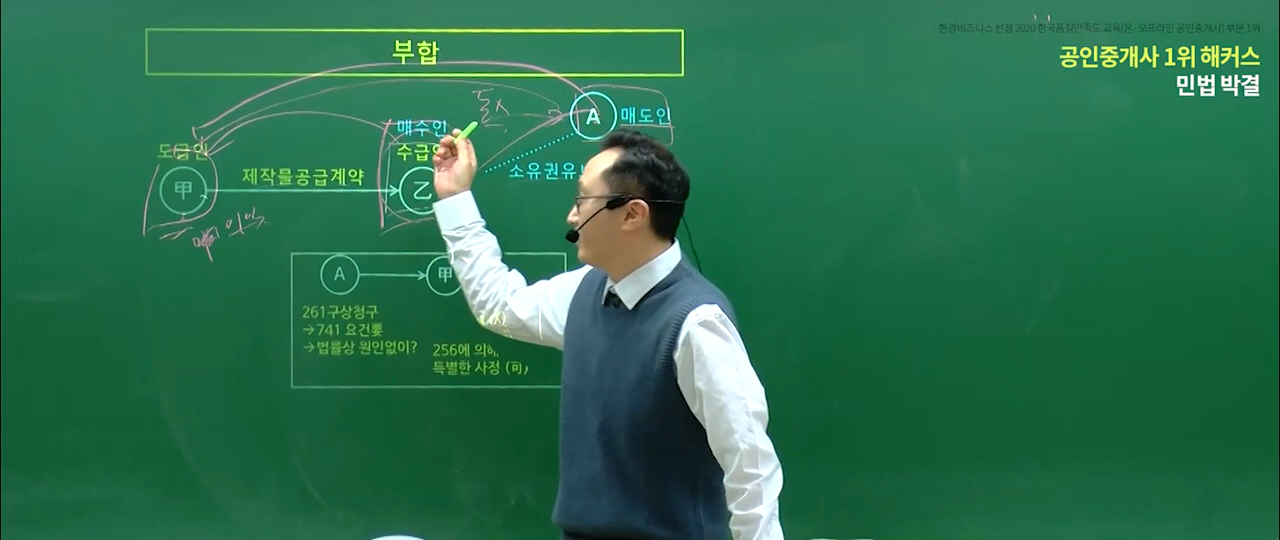 한경비즈니스 선정 2020 한국품질만족도 교육(온·오프라인 공인중개사) 부문 1위
공인중개사 1위 해커스
민법 박결
부합
A 매도인
매수인
도급인
수급
제작물공급계약
甲
乙
소유권유
A
甲
261구상청구
→741 요건要
→법률상 원인없이?
256에 의
특별한 사정 (可)